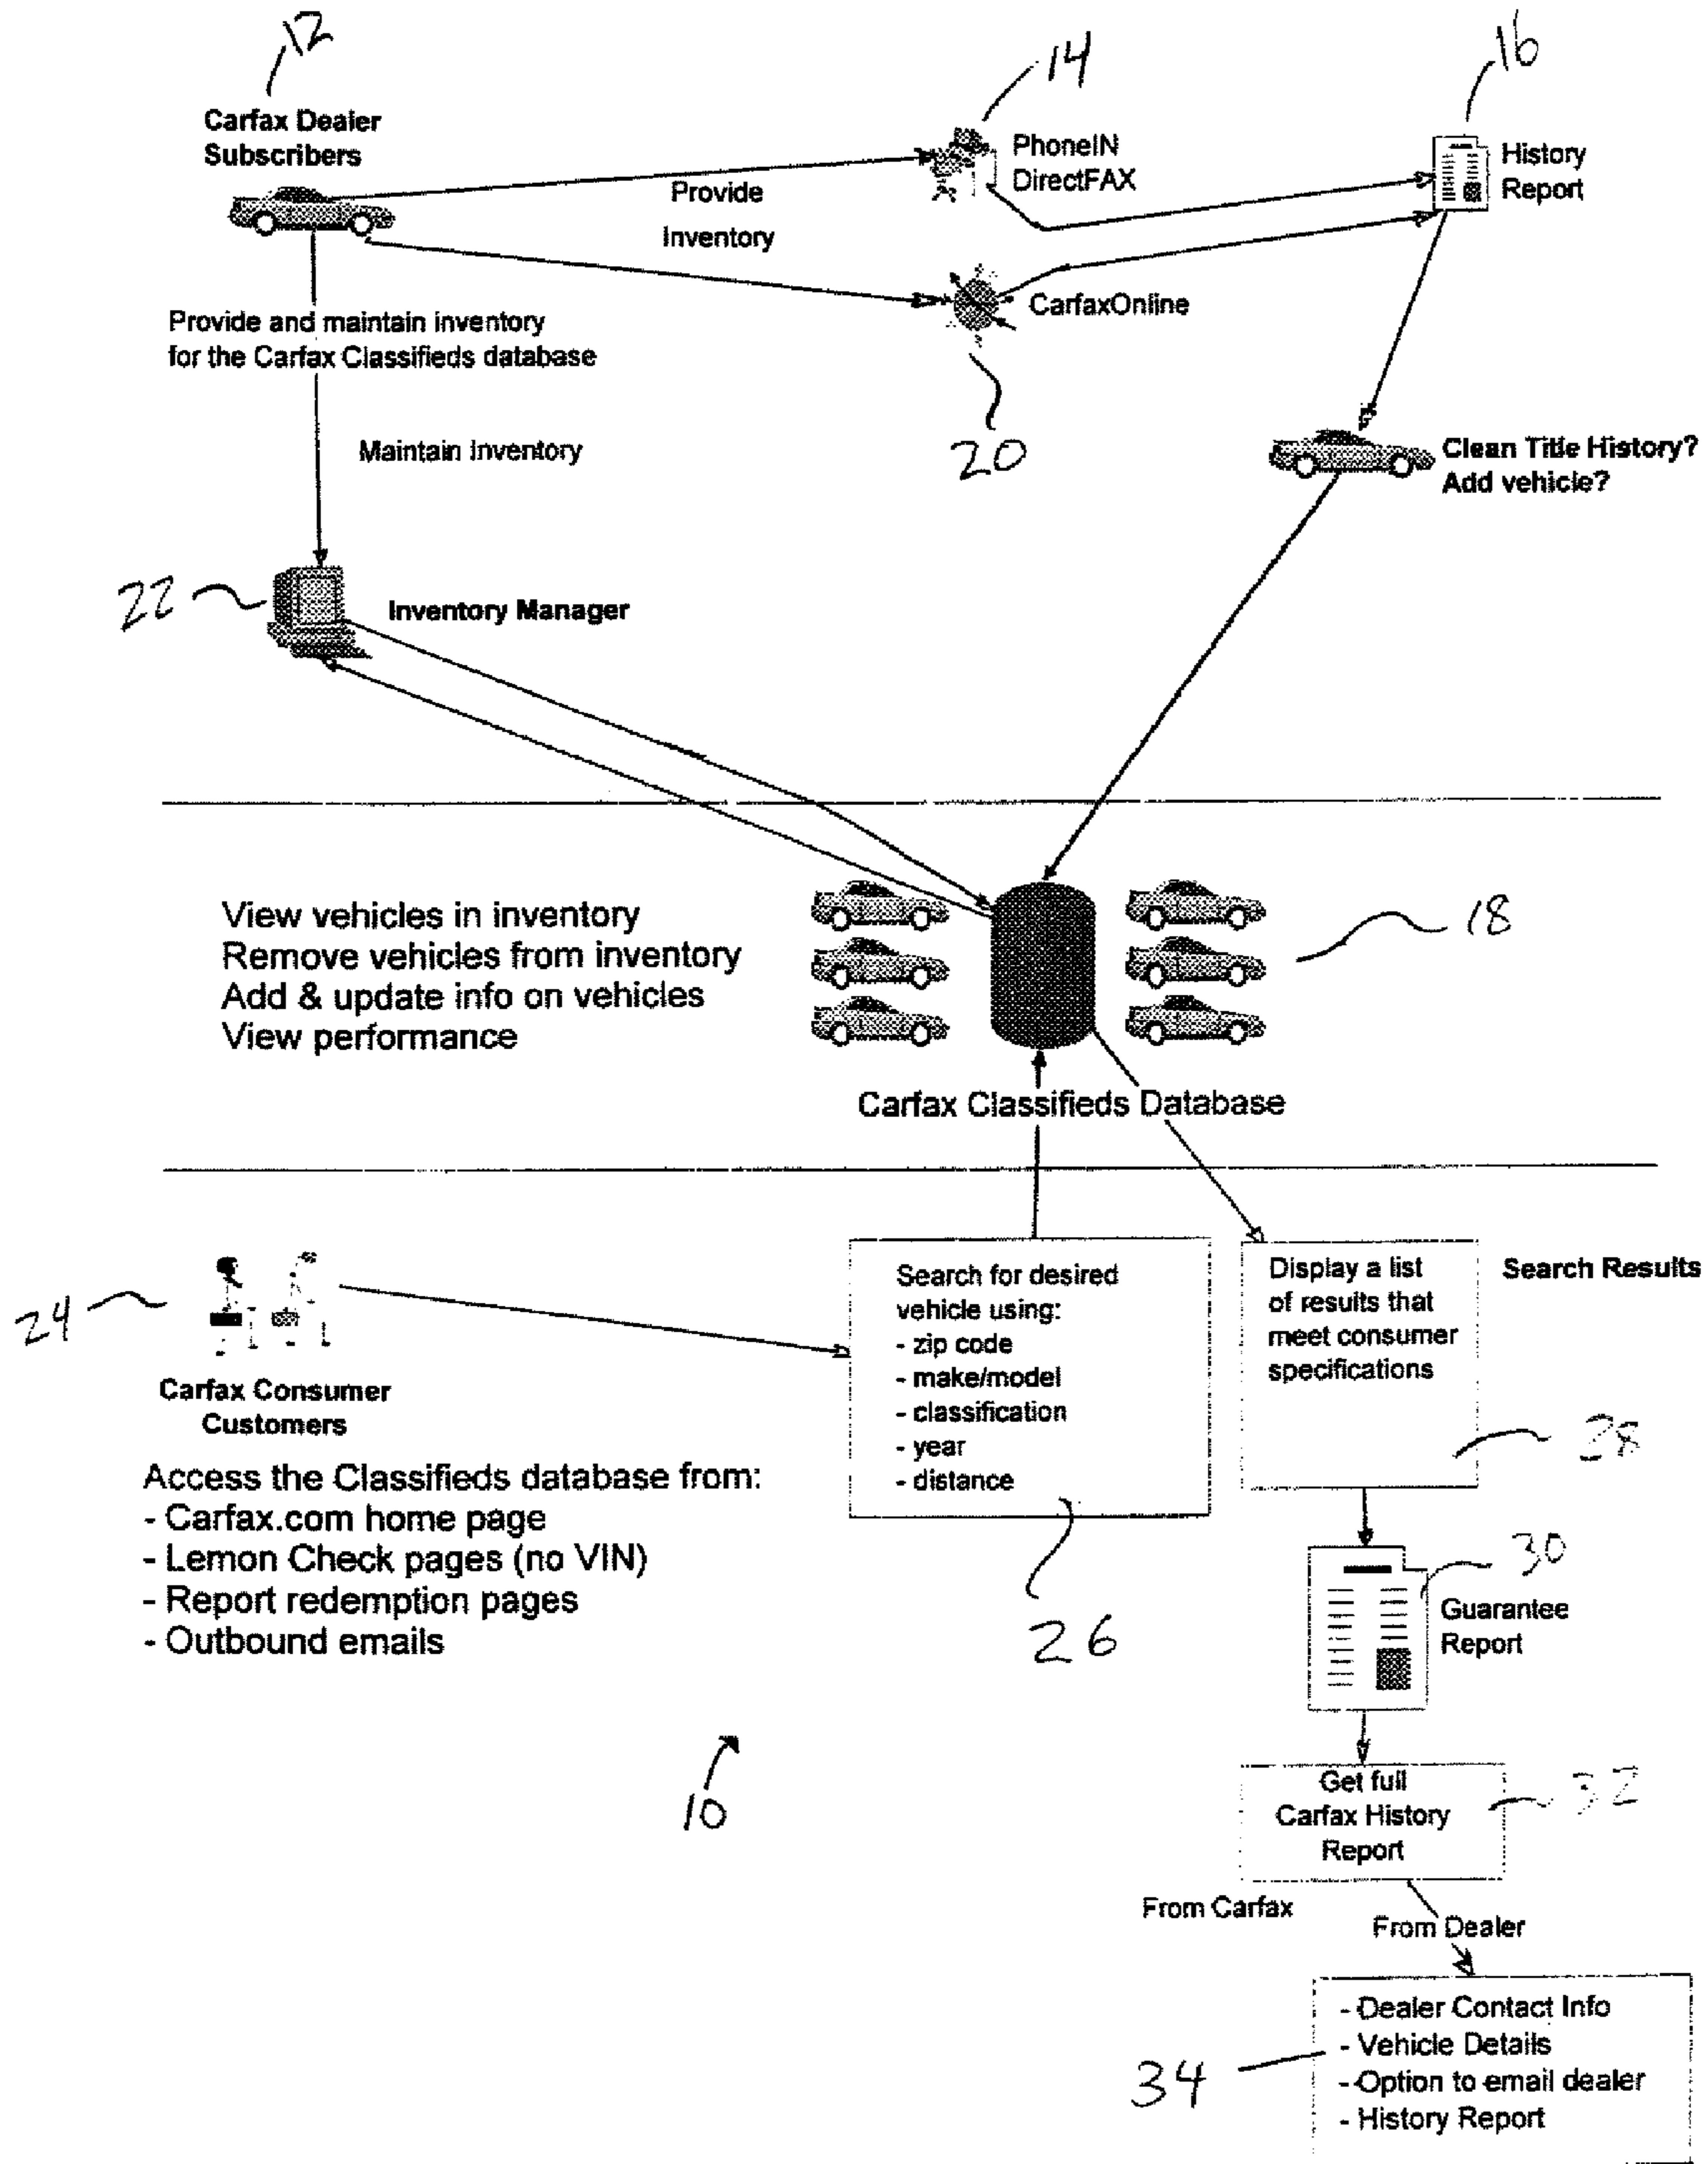 12
14
16
Carfax Dealer
Subscribers
PhoneIN
DirectFAX
History
Report
Provide
Inventory
CarfaxOnline
20
Provide and maintain inventory
for the Carfax Classifieds database
Maintain Inventory
Clean Title History?
Add vehicle?
22
Inventory Manager
View vehicles in inventory
Remove vehicles from inventory
Add & update info on vehicles
View performance
18
Carfax Classifieds Database
24
Carfax Consumer
Customers
Access the Classifieds database from:
- Carfax.com home page
- Lemon Check pages (no VIN)
- Report redemption pages
- Outbound emails
Search for desired
vehicle using:
- zip code
- make/model
- classification
- year
- distance
26
Display a list
of results that
meet consumer
specifications
Search Results
30
Guarantee
Report
10
Get full
Carfax History
Report
32
From Carfax
From Dealer
- Dealer Contact Info
- Vehicle Details
- Option to email dealer
- History Report
34